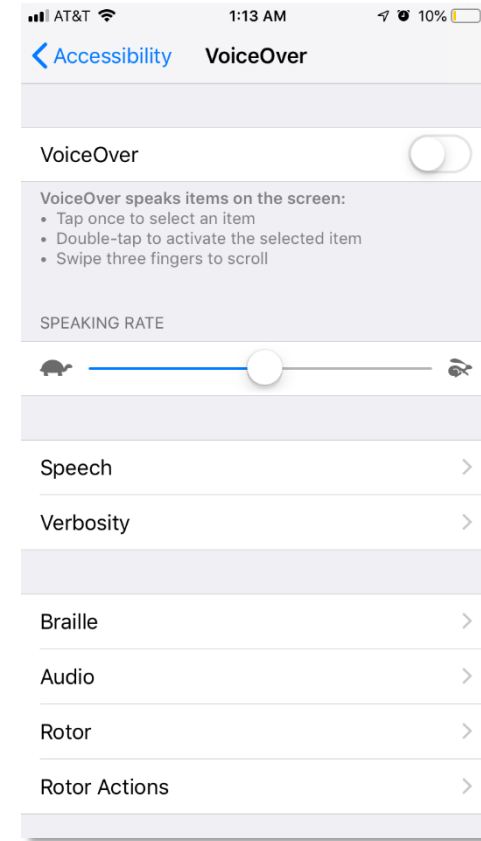 AT&T 1:13 AM 10%
Accessibility VoiceOver
VoiceOver
VoiceOver speaks items on the screen:
• Tap once to select an item
• Double-tap to activate the selected item
• Swipe three fingers to scroll
SPEAKING RATE
Speech
Verbosity
Braille
Audio
Rotor
Rotor Actions